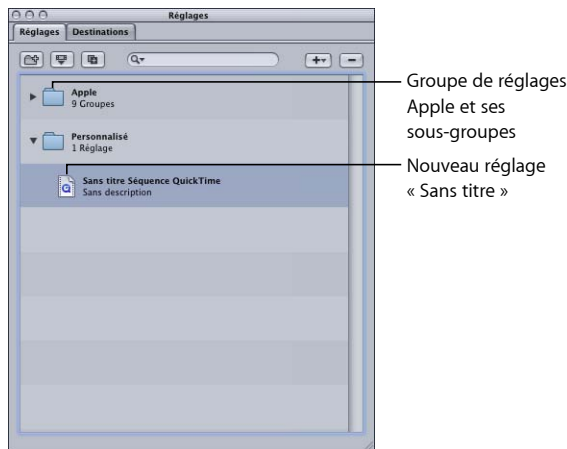 Réglages
Réglages Destinations
Apple
9 Groupes
Personnalisé
1 Réglage
Sans titre Séquence QuickTime
Sans description
Groupe de réglages
Apple et ses
sous-groupes
Nouveau réglage
« Sans titre »